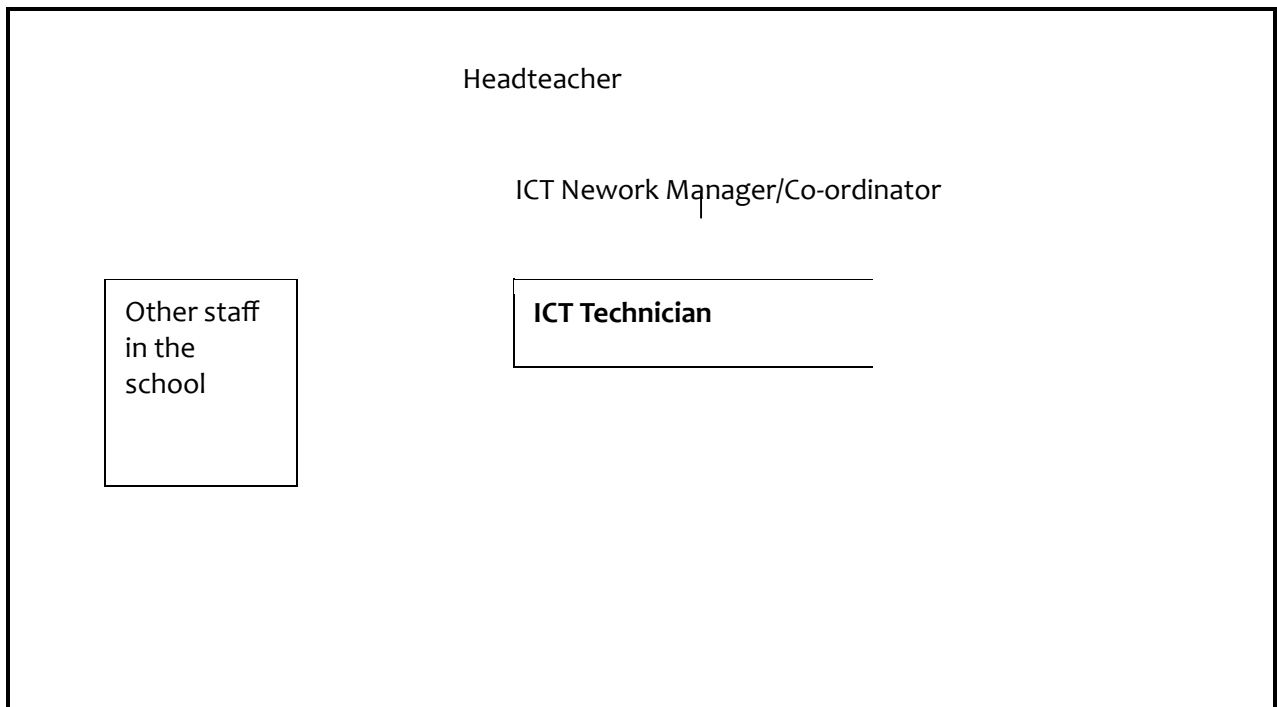 Headteacher
ICT Nework Manager/Co-ordinator
Other staff
in the
school
ICT Technician